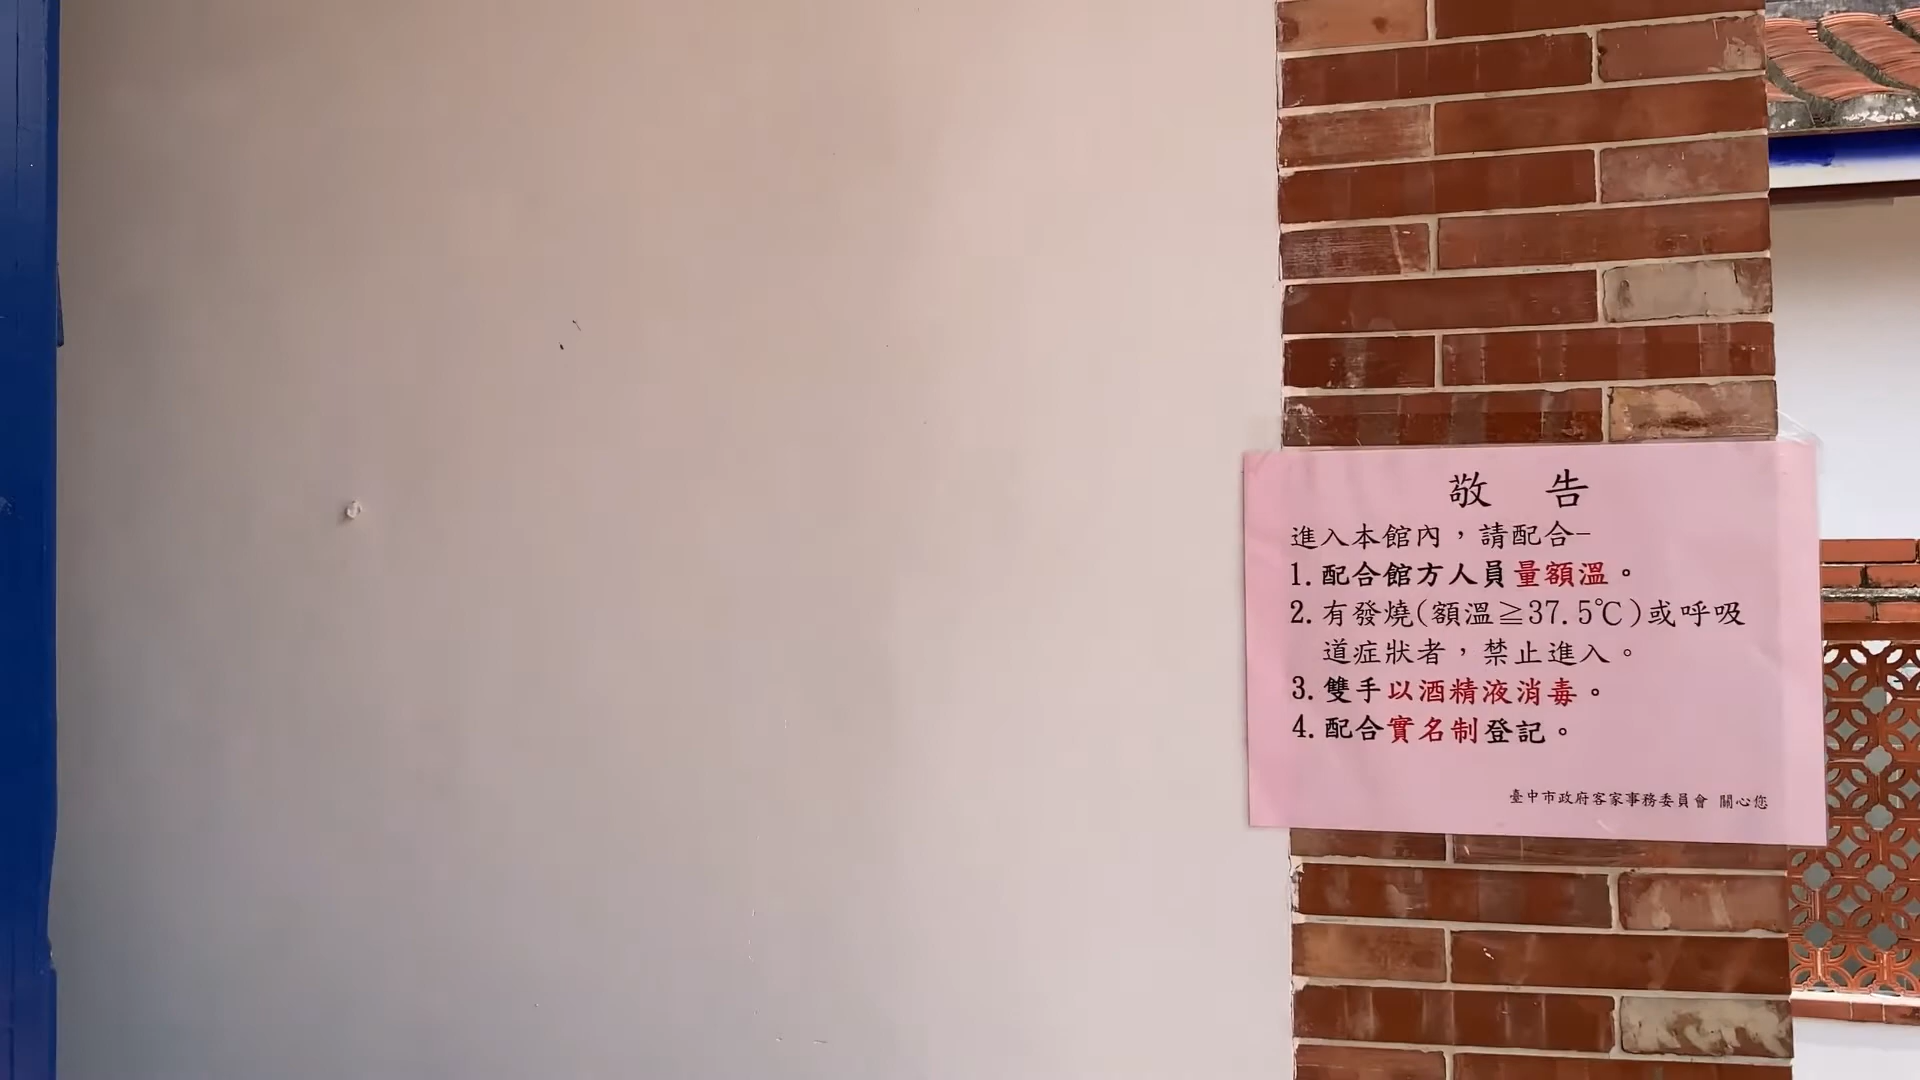 敬 告
進入本館內，請配合-
1.配合館方人員量額溫。
2.有發燒(額溫≧37.5℃)或呼吸
道症狀者，禁止進入。
3.雙手以酒精液消毒。
4.配合實名制登記。
臺中市政府客家事務委員會 關心您